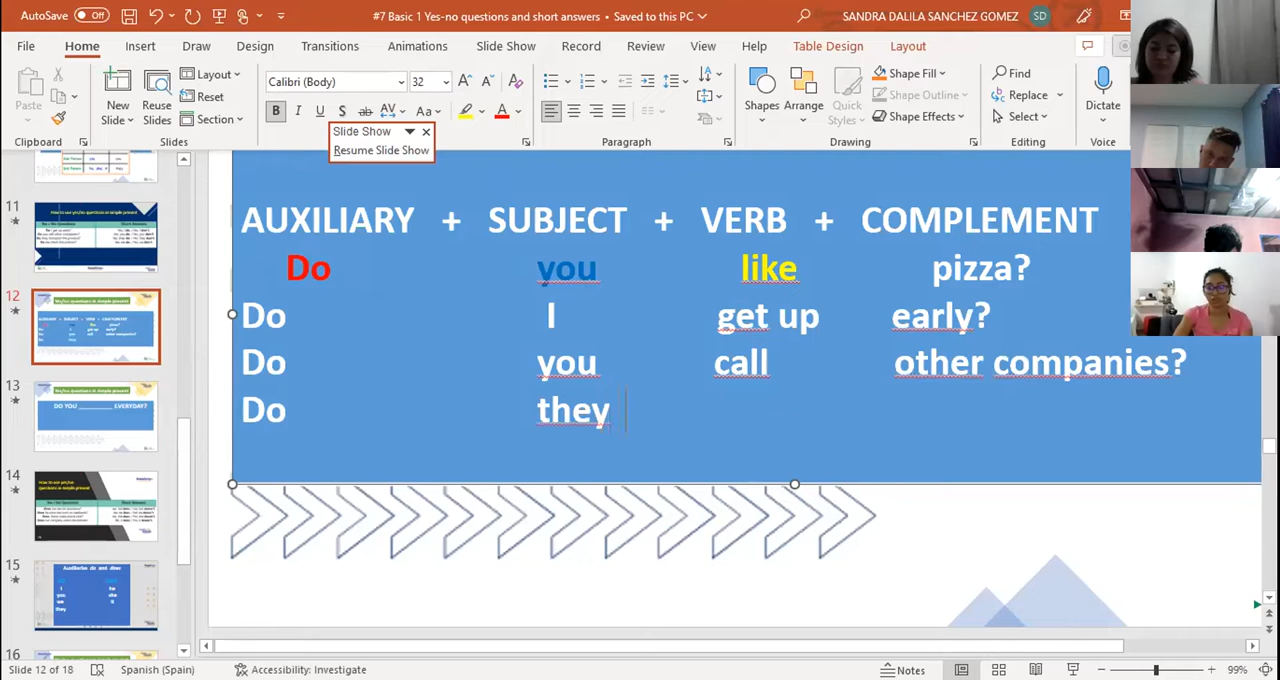 AutoSave Off
#7 Basic 1 Yes-no questions and short answers • Saved to this PC
SANDRA DALILA SANCHEZ GOMEZ SD
File Home Insert Draw Design Transitions Animations Slide Show Record Review View Help Table Design Layout
Paste
New Slide
Reuse Slides
Layout
Reset
Section
Calibri (Body) 32
Shapes
Arrange
Quick Styles
Shape Fill
Shape Outline
Shape Effects
Find
Replace
Select
Dictate
Clipboard Slides Paragraph Drawing Editing Voice
Slide Show
Resume Slide Show
11
12
13
14
15
16
DO YOU ________ EVERYDAY?
AUXILIARY + SUBJECT + VERB + COMPLEMENT
Do you like pizza?
Do I get up early?
Do you call other companies?
Do they
Slide 12 of 18 Spanish (Spain) Accessibility: Investigate Notes 99%